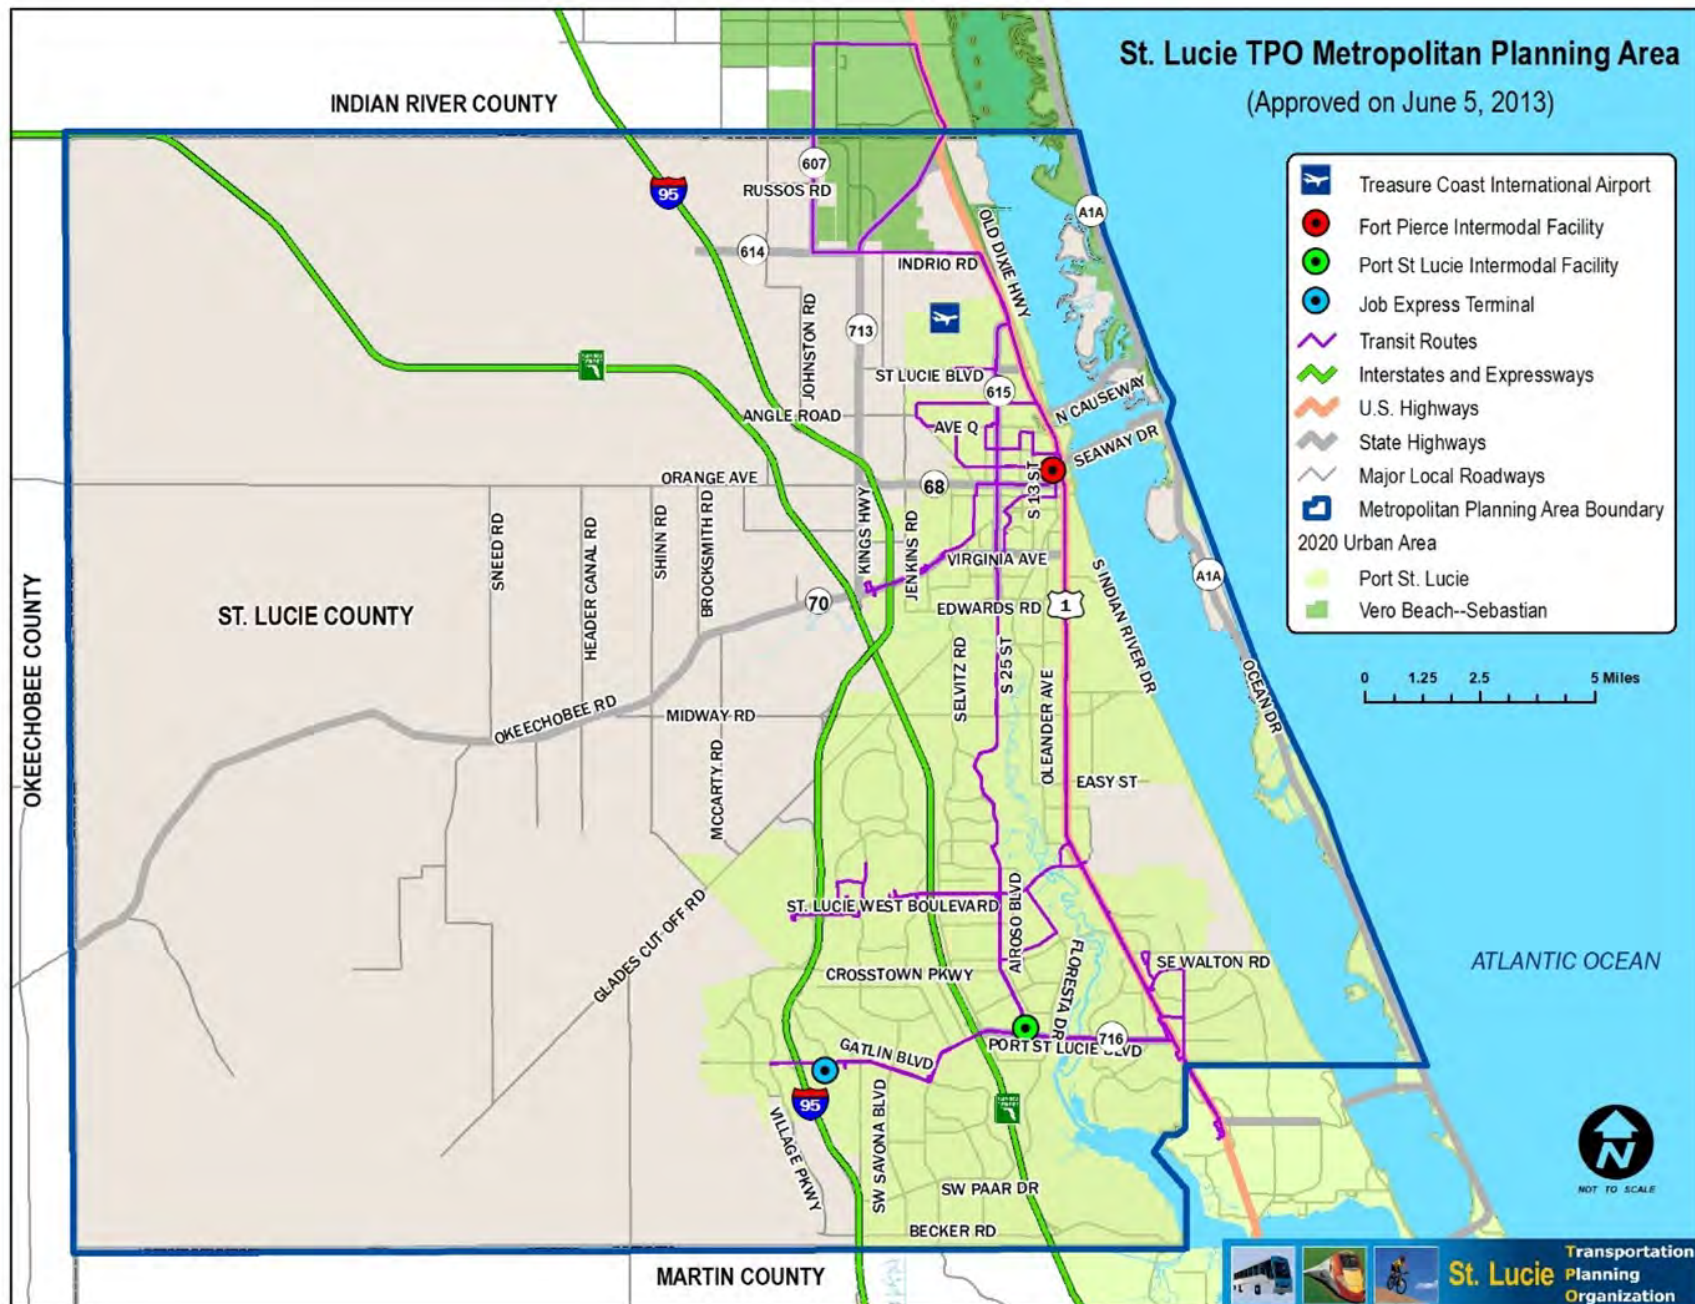 St. Lucie TPO Metropolitan Planning Area
(Approved on June 5, 2013)
INDIAN RIVER COUNTY
Treasure Coast International Airport
Fort Pierce Intermodal Facility
Port St Lucie Intermodal Facility
Job Express Terminal
Transit Routes
Interstates and Expressways
U.S. Highways
State Highways
Major Local Roadways
Metropolitan Planning Area Boundary
2020 Urban Area
Port St. Lucie
Vero Beach--Sebastian
0 1.25 2.5 5 Miles
607
95
RUSSOS RD
A1A
OLD DIXIE HWY
614
INDRIO RD
JOHNSTON RD
713
ST LUCIE BLVD
615
N CAUSEWAY
ANGLE ROAD
AVE Q
SEAWAY DR
ORANGE AVE
68
S 13 ST
SNEED RD
HEADER CANAL RD
SHINN RD
BROCKSMITH RD
KINGS HWY
JENKINS RD
VIRGINIA AVE
S INDIAN RIVER DR
A1A
OKEECHOBEE COUNTY
ST. LUCIE COUNTY
70
EDWARDS RD
1
SELVITZ RD
S 25 ST
OLEANDER AVE
OCEAN DR
OKEECHOBEE RD
MIDWAY RD
MCCARTY RD
EASY ST
ST. LUCIE WEST BOULEVARD
AIROSO BLVD
GLADES CUT-OFF RD
CROSSTOWN PKWY
FLORESTA DR
SE WALTON RD
ATLANTIC OCEAN
GATLIN BLVD
PORT ST LUCIE BLVD
716
95
VILLAGE PKWY
SW SAVONA BLVD
SW PAAR DR
BECKER RD
N
NOT TO SCALE
MARTIN COUNTY
St. Lucie
Transportation
Planning
Organization